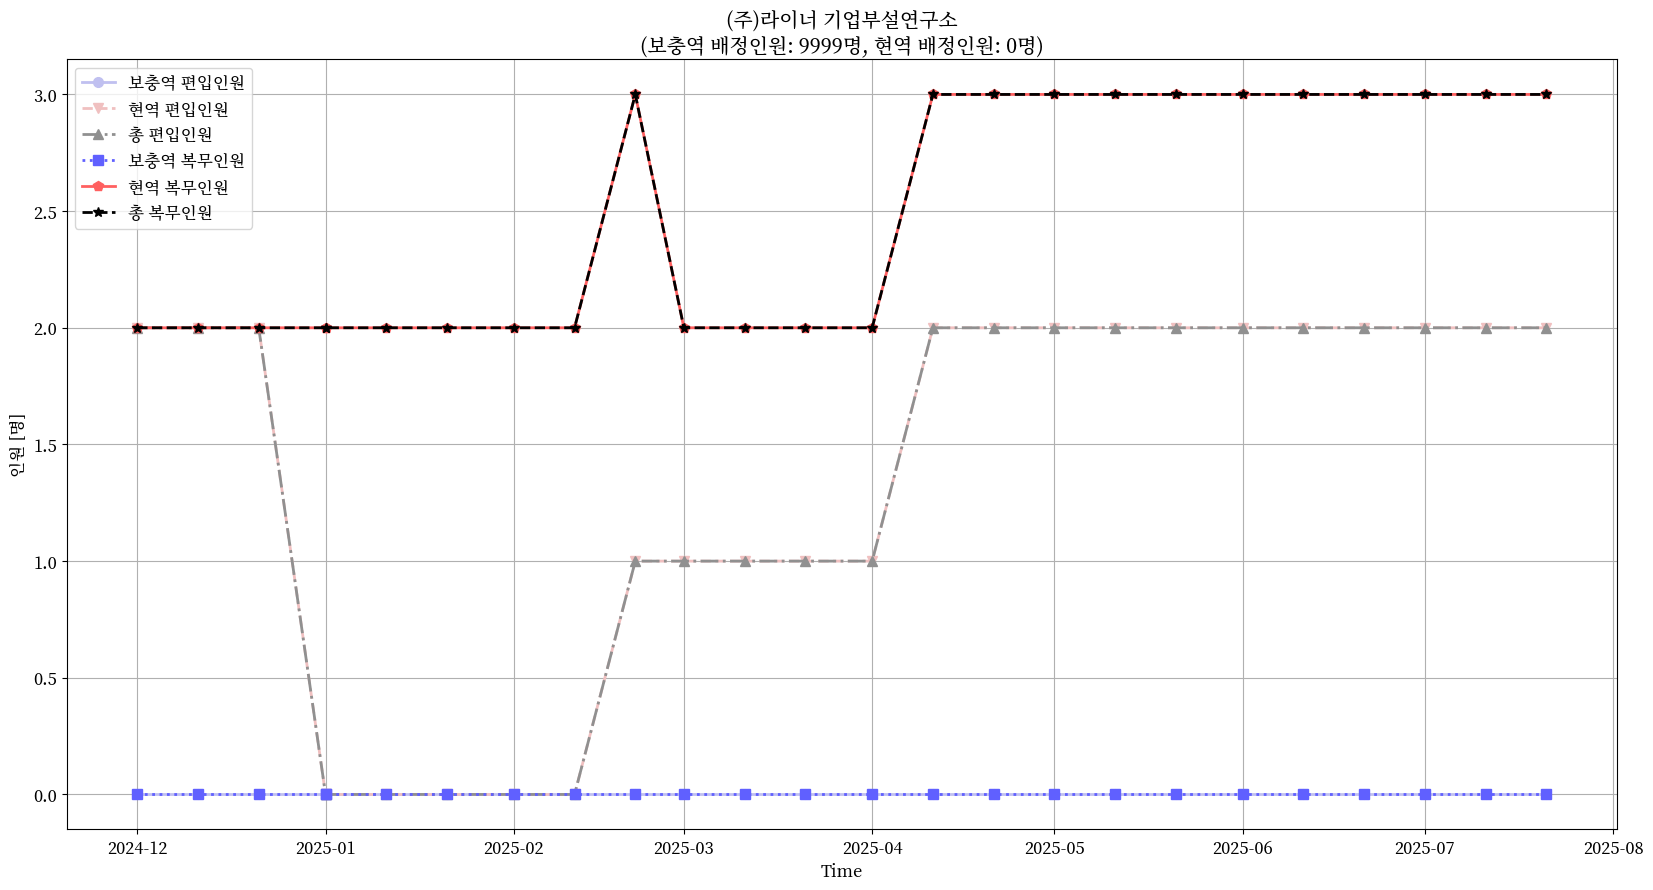 (주)라이너 기업부설연구소
(보충역 배정인원: 9999명, 현역 배정인원: 0명)
보충역 편입인원
현역 편입인원
총 편입인원
보충역 복무인원
현역 복무인원
총 복무인원
인원 [명]
3.0
2.5
2.0
1.5
1.0
0.5
0.0
2024-12 2025-01 2025-02 2025-03 2025-04 2025-05 2025-06 2025-07 2025-08
Time